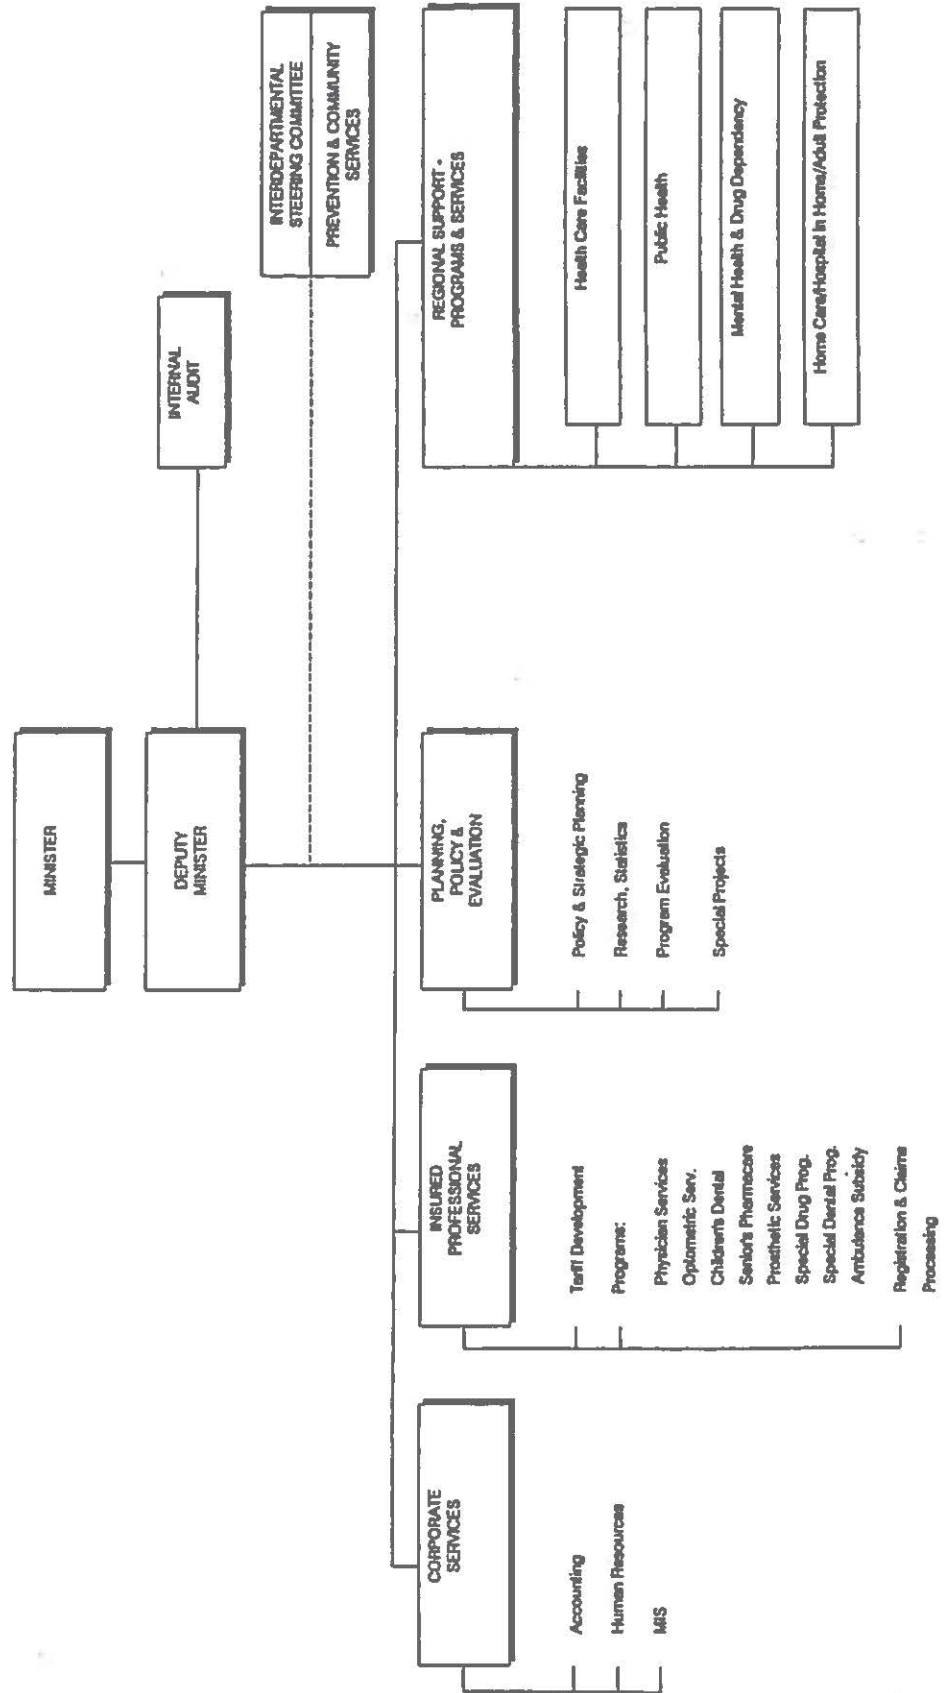 MINISTER
DEPUTY
MINISTER
INTERNAL
AUDIT
INTERDEPARTMENTAL
STEERING COMMITTEE
PREVENTION & COMMUNITY
SERVICES
CORPORATE
SERVICES
Accounting
Human Resources
MIS
INSURED
PROFESSIONAL
SERVICES
Tariff Development
Programs:
Physician Services
Optometric Serv.
Children's Dental
Senior's Pharmacare
Prosthetic Services
Special Drug Prog.
Special Dental Prog.
Ambulance Subsidy
Registration & Claims
Processing
PLANNING,
POLICY &
EVALUATION
Policy & Strategic Planning
Research, Statistics
Program Evaluation
Special Projects
REGIONAL SUPPORT -
PROGRAMS & SERVICES
Health Care Facilities
Public Health
Mental Health & Drug Dependency
Home Care/Hospital In Home/Adult Protection